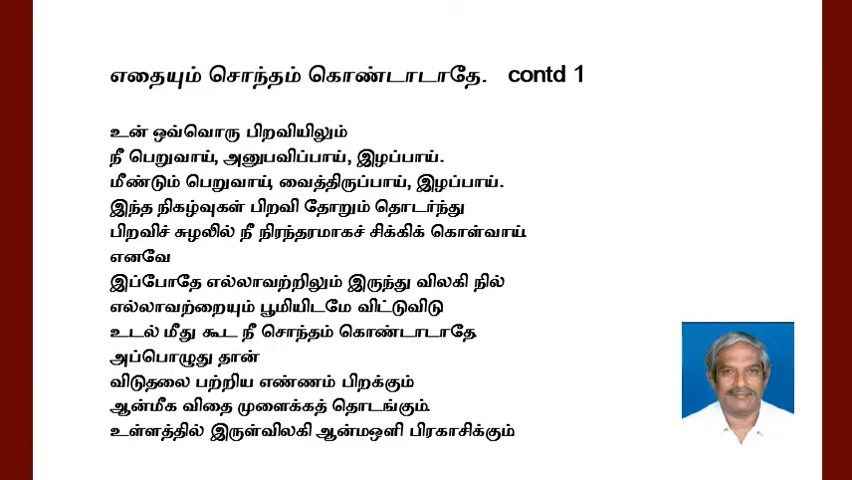 எதையும் சொந்தம் கொண்டாடாதே. contd 1
உன் ஒவ்வொரு பிறவியிலும்
நீ பெறுவாய், அனுபவிப்பாய், இழப்பாய்.
மீண்டும் பெறுவாய், வைத்திருப்பாய், இழப்பாய்.
இந்த நிகழ்வுகள் பிறவி தோறும் தொடர்ந்து
பிறவிச் சுழலில் நீ நிரந்தரமாகச் சிக்கிக் கொள்வாய்.
எனவே
இப்போதே எல்லாவற்றிலும் இருந்து விலகி நில்
எல்லாவற்றையும் பூமியிடமே விட்டுவிடு
உடல் மீது கூட நீ சொந்தம் கொண்டாடாதே.
அப்பொழுது தான்
விடுதலை பற்றிய எண்ணம் பிறக்கும்
ஆன்மீக விதை முளைக்கத் தொடங்கும்.
உள்ளத்தில் இருள்விலகி ஆன்மஒளி பிரகாசிக்கும்